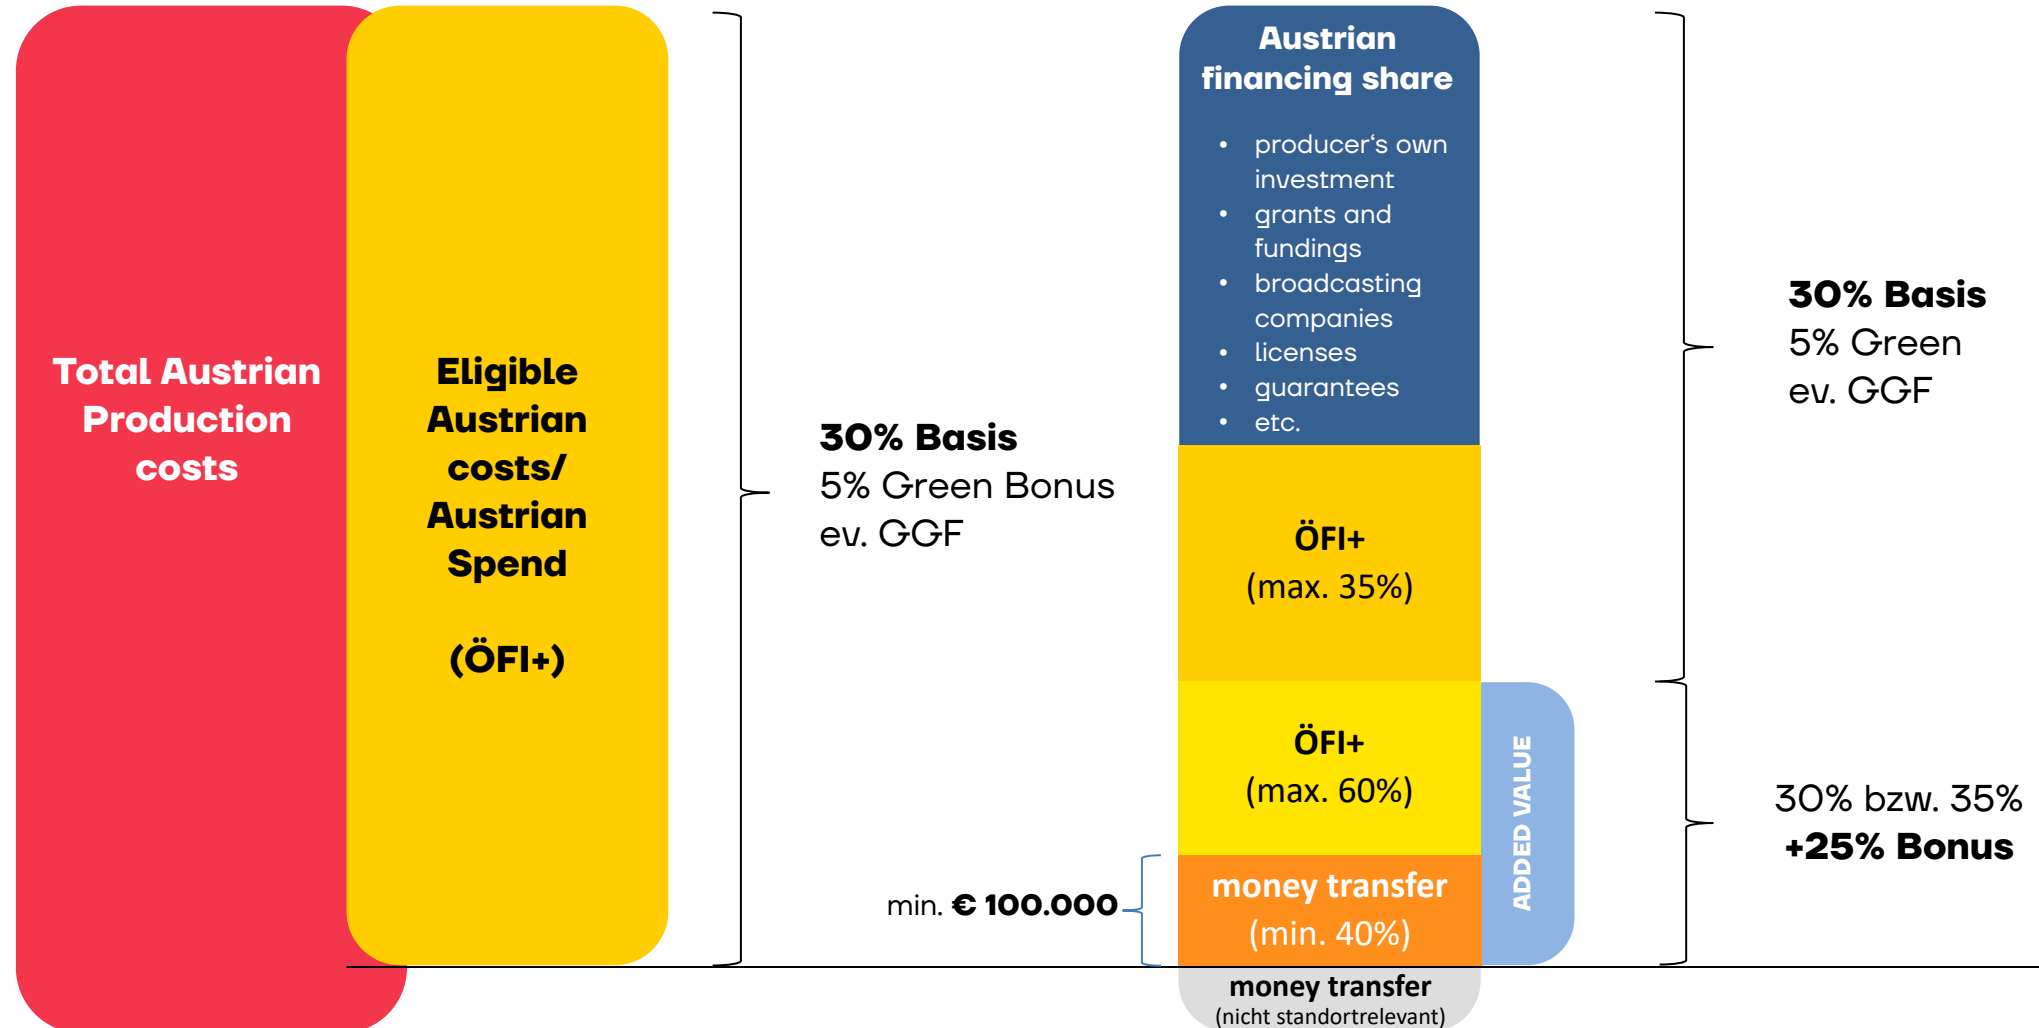 Total Austrian
Production
costs
Eligible
Austrian
costs/
Austrian
Spend
(ÖFI+)
30% Basis
5% Green Bonus
ev. GGF
Austrian
financing share
• producer‘s own
investment
• grants and
fundings
• broadcasting
companies
• licenses
• guarantees
• etc.
ÖFI+
(max. 35%)
ÖFI+
(max. 60%)
ADDED VALUE
min. € 100.000
money transfer
(min. 40%)
money transfer
(nicht standortrelevant)
30% Basis
5% Green
ev. GGF
30% bzw. 35%
+25% Bonus